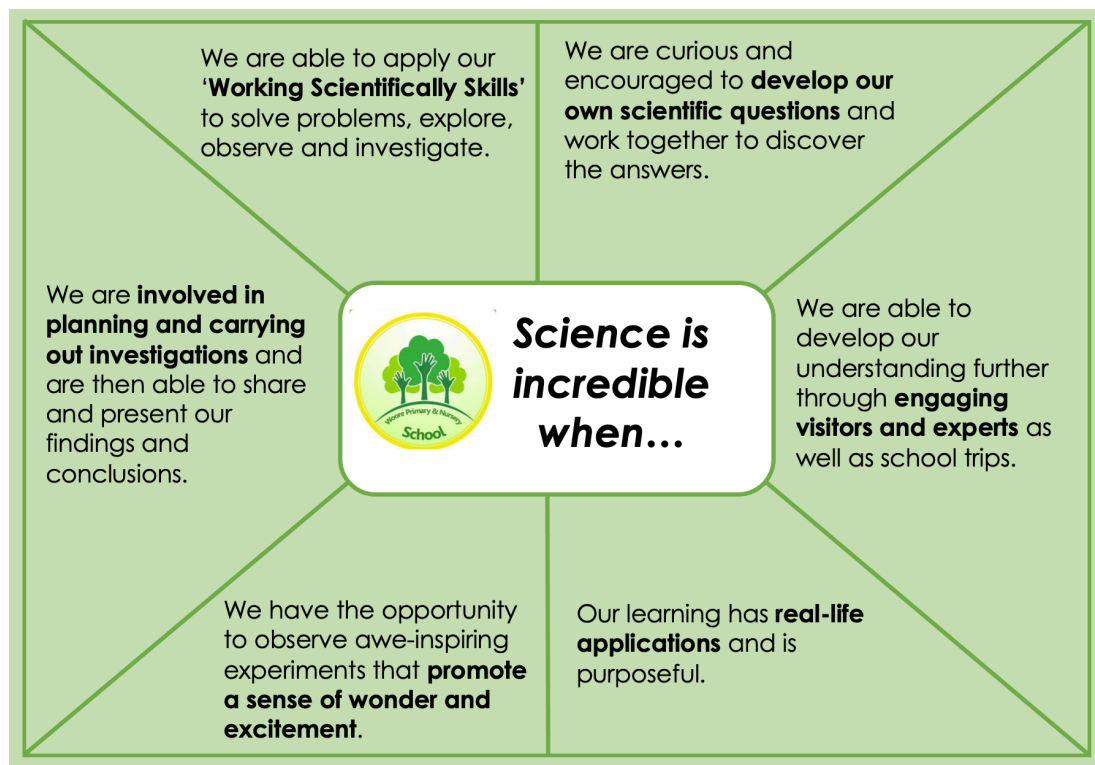 We are able to apply our
‘Working Scientifically Skills’
to solve problems, explore,
observe and investigate.
We are curious and
encouraged to develop our
own scientific questions and
work together to discover
the answers.
We are involved in
planning and carrying
out investigations and
are then able to share
and present our
findings and
conclusions.
Woore Primary & Nursery
School
Science is
incredible
when…
We are able to
develop our
understanding further
through engaging
visitors and experts as
well as school trips.
We have the opportunity
to observe awe-inspiring
experiments that promote
a sense of wonder and
excitement.
Our learning has real-life
applications and is
purposeful.